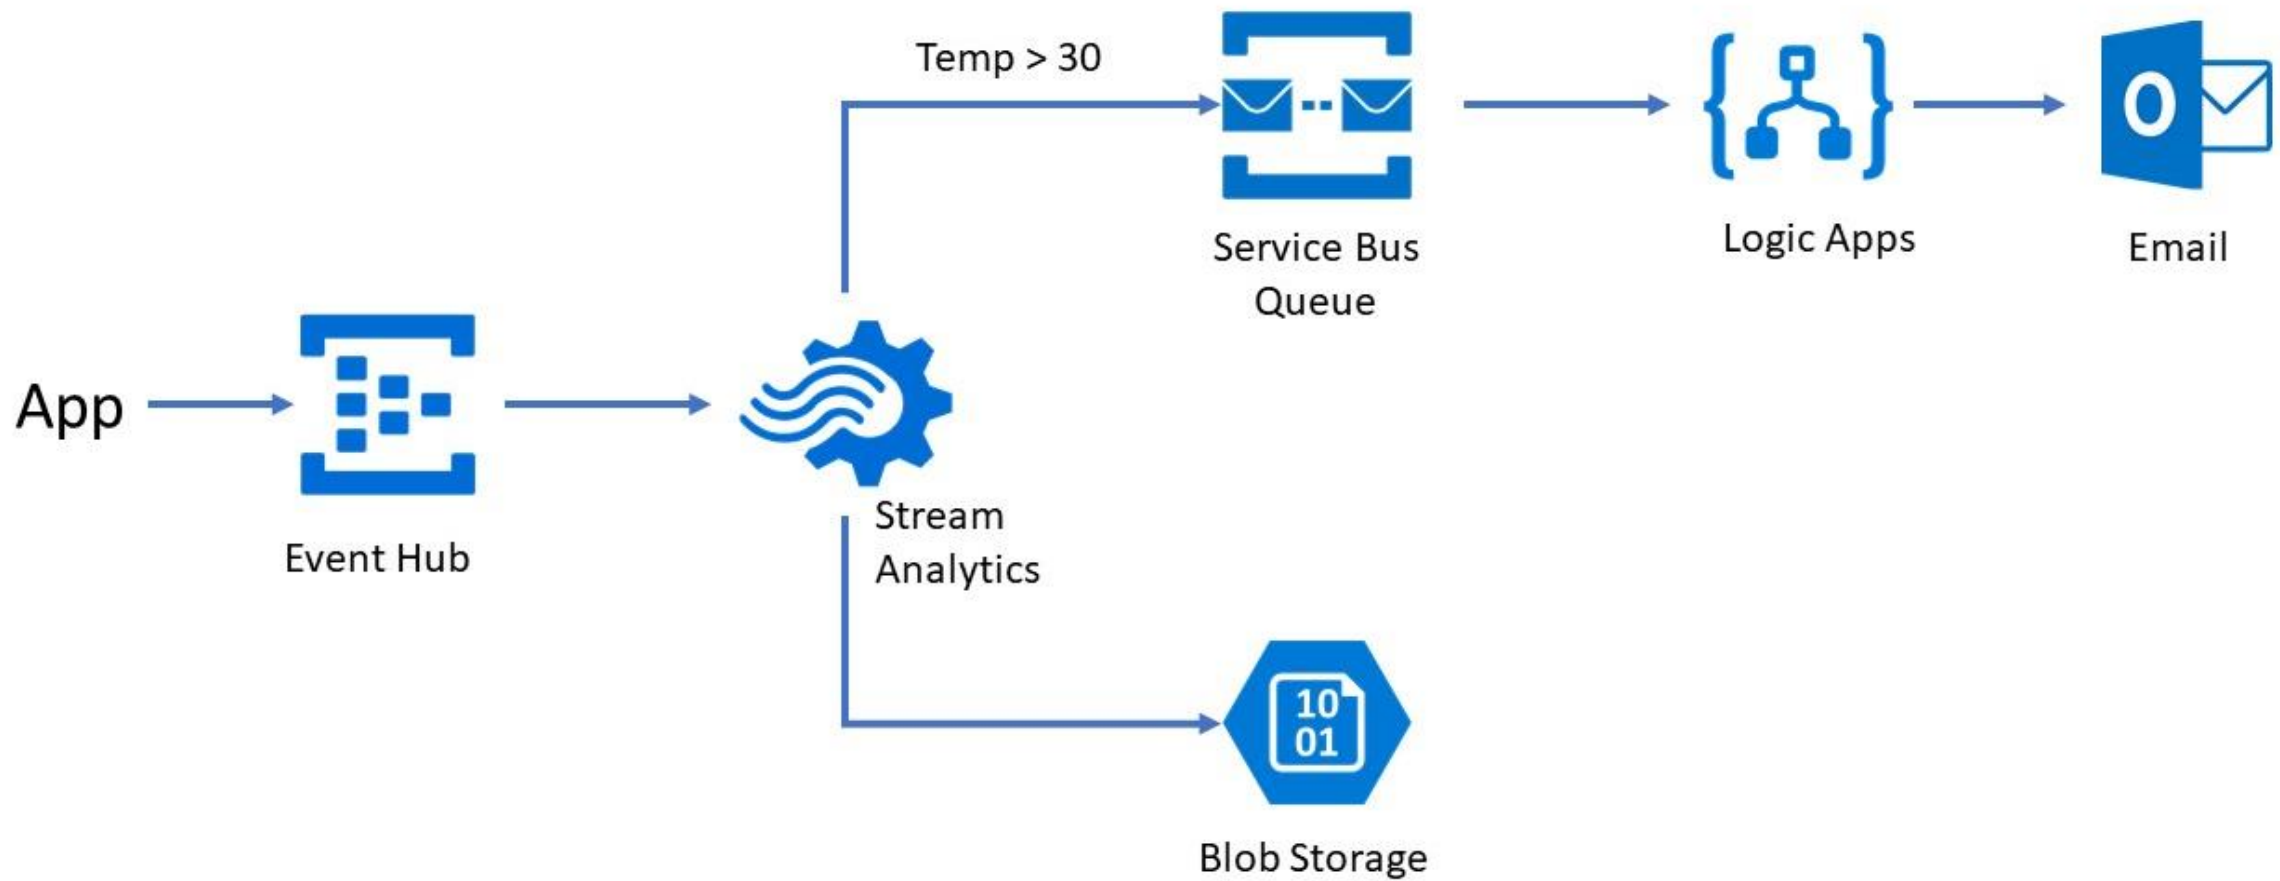 Temp > 30
Service Bus
Queue
Logic Apps
O
Email
App
Event Hub
Stream
Analytics
10
01
Blob Storage